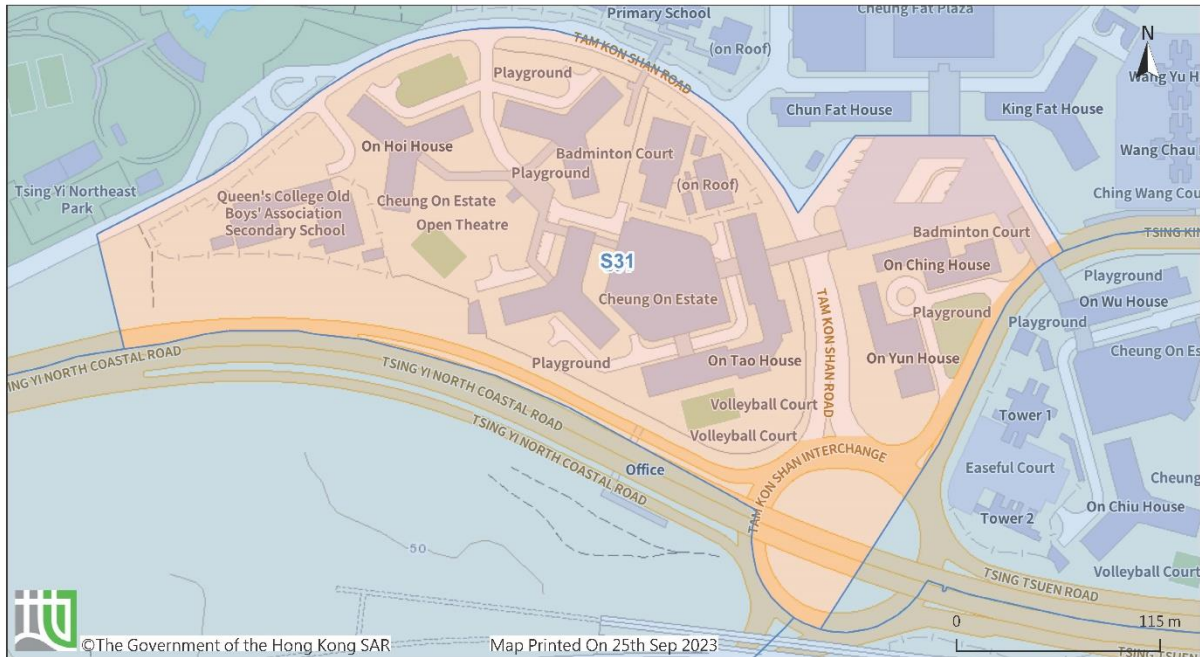 Primary School
Cheung Fat Plaza
(on Roof)
TAM KON SHAN ROAD
N
Playground
Wang Yu H
Chun Fat House
King Fat House
On Hoi House
Badminton Court
Wang Chau
Playground
(on Roof)
Tsing Yi Northeast
Park
Queen's College Old
Boys' Association
Secondary School
Cheung On Estate
Ching Wang Cou
Open Theatre
Badminton Court
TSING KIN
S31
On Ching House
Playground
Cheung On Estate
On Wu House
TAM KON SHAN ROAD
Playground
Playground
Cheung On Es
ING YI NORTH COASTAL ROAD
Playground
On Tao House
On Yun House
TSING YI NORTH COASTAL ROAD
Volleyball Court
Tower 1
TSING YI NORTH COASTAL ROAD
Volleyball Court
TAM KON SHAN INTERCHANGE
Office
Easeful Court
Cheung
On Chiu House
TAM KON SHAN INTERCHANGE
Tower 2
50
TSING TSUEN ROAD
Volleyball Court
0
115 m
©The Government of the Hong Kong SAR
Map Printed On 25th Sep 2023
TSING TSUEN